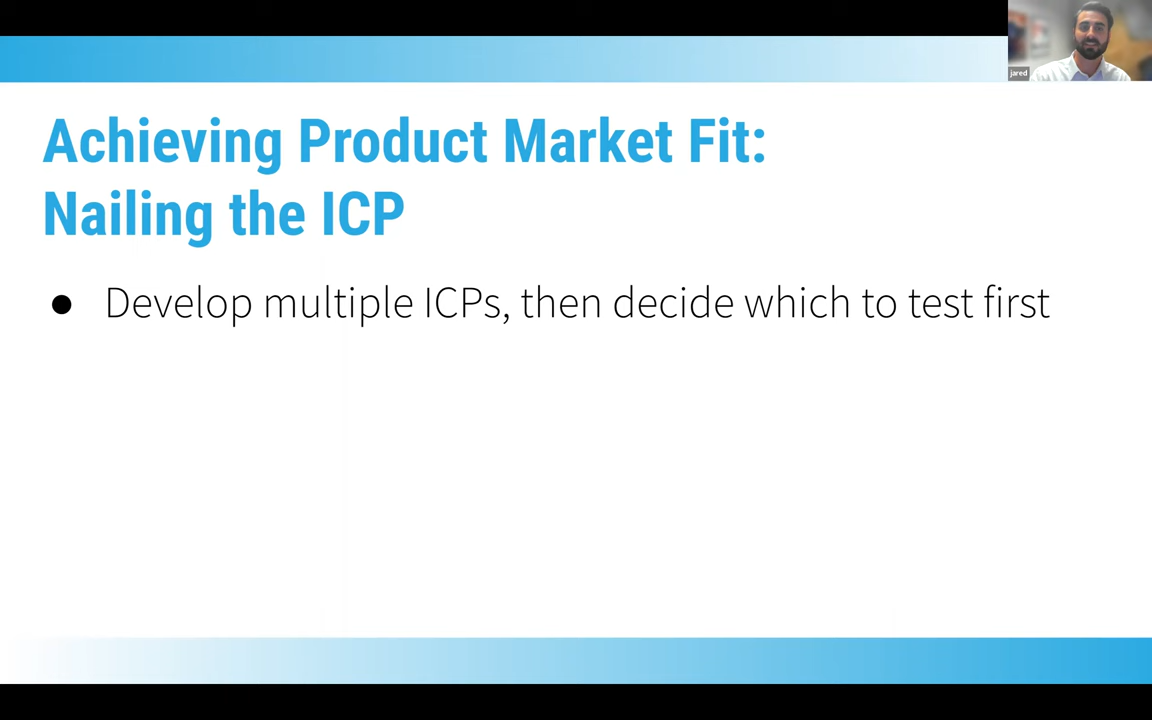 jared
Achieving Product Market Fit:
Nailing the ICP
● Develop multiple ICPs, then decide which to test first